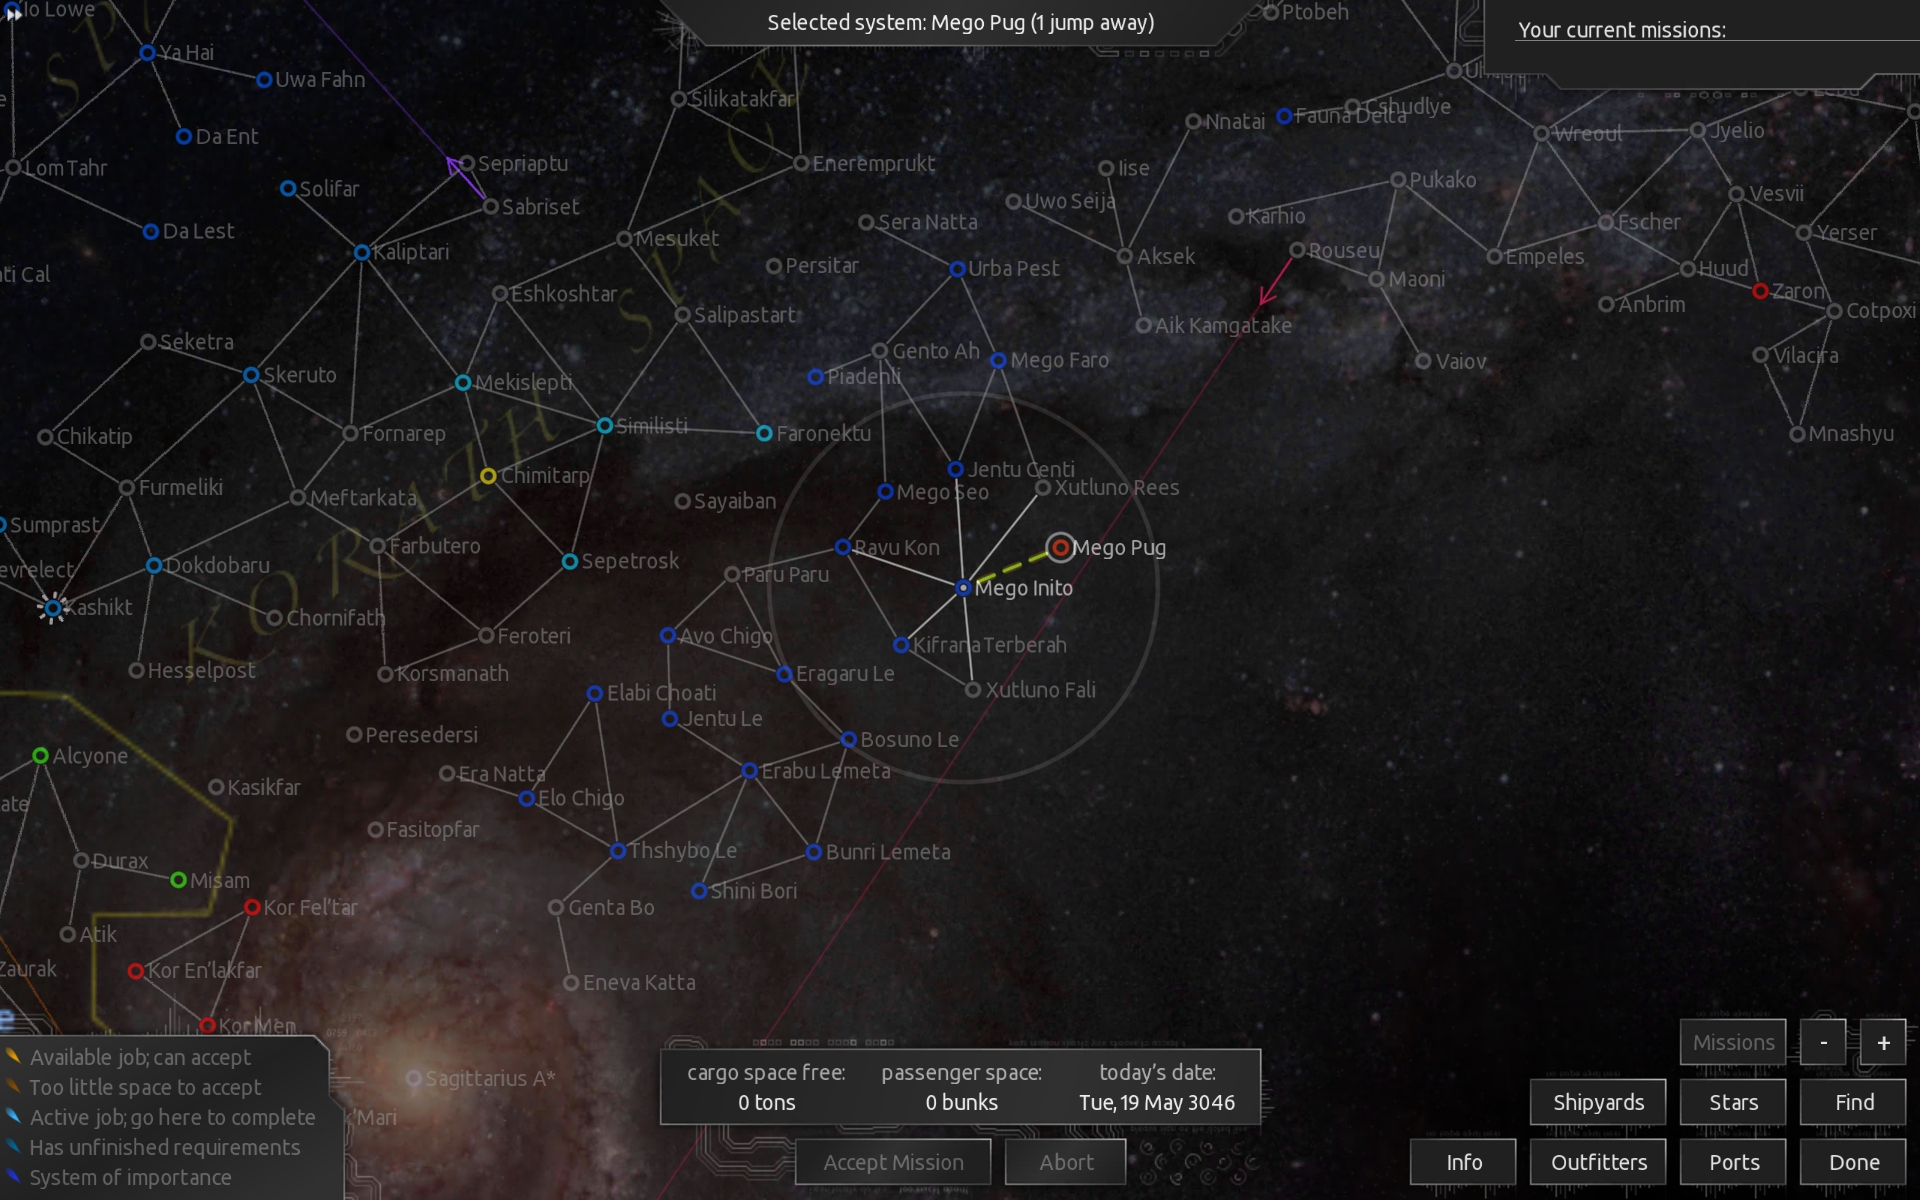 Io Lowe
Selected system: Mego Pug (1 jump away)
Ptobeh
Your current missions:
Ya Hai
Uwa Fahn
Silikatakfar
Cshudlye
Fauna Delta
Nnatai
Wreoul
Jyelio
Da Ent
Lom Tahr
Sepriaptu
Eneremprukt
Iise
Pukako
Solifar
Sabriset
Uwo Seija
Vesvii
Da Lest
Mesuket
Sera Natta
Karhio
Fscher
Yerser
Kaliptari
Persitar
Urba Pest
Aksek
Rouseu
Maoni
Empeles
Huud
ati Cal
Eshkoshtar
Zaron
Salipastart
Aik Kamgatake
Anbrim
Cotpoxi
SPACE
Seketra
Gento Ah
Mego Faro
Vaiov
Vilacira
Skeruto
Mekislepti
Piadenli
Chikatip
Fornarep
Similisti
Faronektu
Mnashyu
Furmeliki
Meftarkata
Chimitarp
Sayaiban
Mego Seo
Jentu Centi
Xutluno Rees
Sumprast
Farbutero
Ravu Kon
Mego Pug
evrelect
Dokdobaru
Sepetrosk
Paru Paru
Mego Inito
Kashikt
Chornifath
KORATH
Feroteri
Avo Chigo
Kifrana Terberah
Hesselpost
Korsmanath
Eragaru Le
Elabi Choati
Xutluno Fali
Peresedersi
Jentu Le
Bosuno Le
Alcyone
Kasikfar
Era Natta
Erabu Lemeta
ate
Elo Chigo
Fasitopfar
Durax
Misam
Thshybo Le
Bunri Lemeta
Kor Fel'tar
Shini Bori
Genta Bo
Atik
Zaurak
Kor En'lakfar
Eneva Katta
Kor Men
Sagittarius A*
k'Mari
Available job; can accept
Too little space to accept
Active job; go here to complete
Has unfinished requirements
System of importance
cargo space free: passenger space: today's date:
0 tons 0 bunks Tue, 19 May 3046
Accept Mission Abort
Missions - +
Shipyards Stars Find
Info Outfitters Ports Done